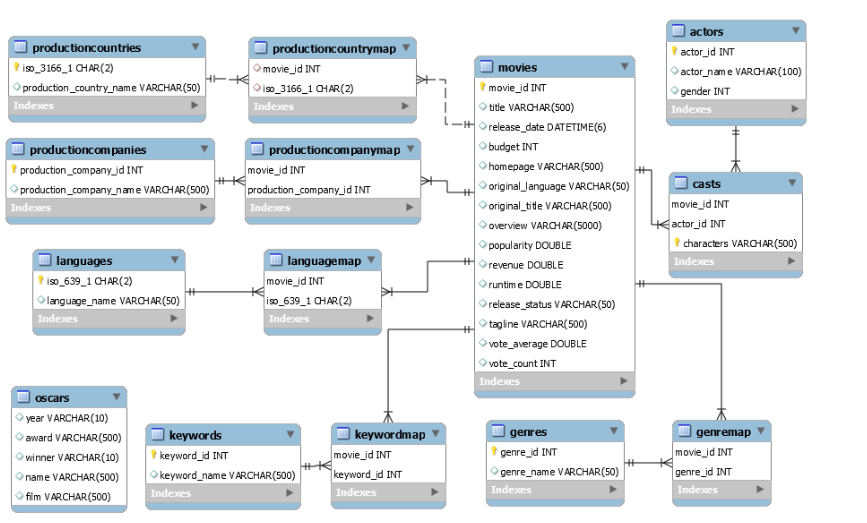 productioncountries
iso_3166_1 CHAR(2)
production_country_name VARCHAR(50)
Indexes
productioncountrymap
movie_id INT
iso_3166_1 CHAR(2)
Indexes
movies
movie_id INT
title VARCHAR(500)
release_date DATETIME(6)
budget INT
homepage VARCHAR(500)
original_language VARCHAR(50)
original_title VARCHAR(500)
overview VARCHAR(5000)
popularity DOUBLE
revenue DOUBLE
runtime DOUBLE
release_status VARCHAR(50)
tagline VARCHAR(500)
vote_average DOUBLE
vote_count INT
Indexes
actors
actor_id INT
actor_name VARCHAR(100)
gender INT
Indexes
productioncompanies
production_company_id INT
production_company_name VARCHAR(500)
Indexes
productioncompanymap
movie_id INT
production_company_id INT
Indexes
casts
movie_id INT
actor_id INT
characters VARCHAR(500)
Indexes
languages
iso_639_1 CHAR(2)
language_name VARCHAR(50)
Indexes
languagemap
movie_id INT
iso_639_1 CHAR(2)
Indexes
oscars
year VARCHAR(10)
award VARCHAR(500)
winner VARCHAR(10)
name VARCHAR(500)
film VARCHAR(500)
keywords
keyword_id INT
keyword_name VARCHAR(500)
Indexes
keywordmap
movie_id INT
keyword_id INT
Indexes
genres
genre_id INT
genre_name VARCHAR(50)
Indexes
genremap
movie_id INT
genre_id INT
Indexes